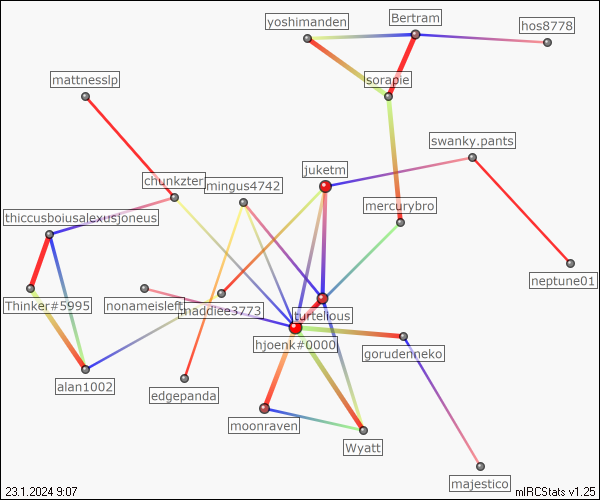 yoshimanden
Bertram
hos8778
mattnesslp
sorapie
swanky.pants
juketm
chunkzter
mingus4742
mercurybro
thiccusboiusalexusjoneus
neptune01
Thinker#5995
nonameisleft
maddiee3773
turtelious
hjoenk#0000
gorudenneko
alan1002
edgepanda
moonraven
Wyatt
majestico
23.1.2024 9:07
mIRCStats v1.25